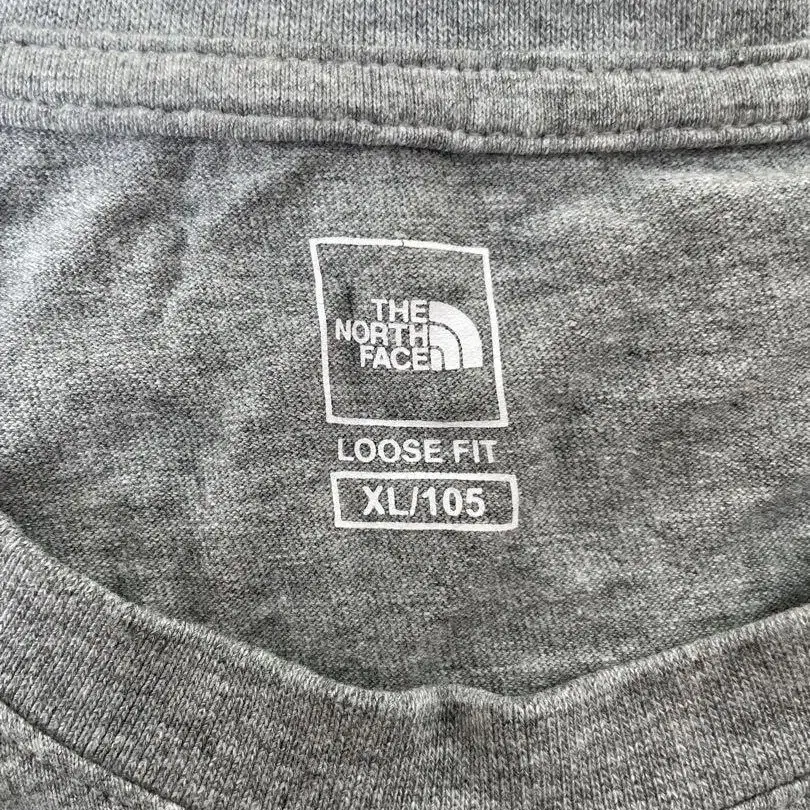 THE
NORTH
FACE
LOOSE FIT
XL/105